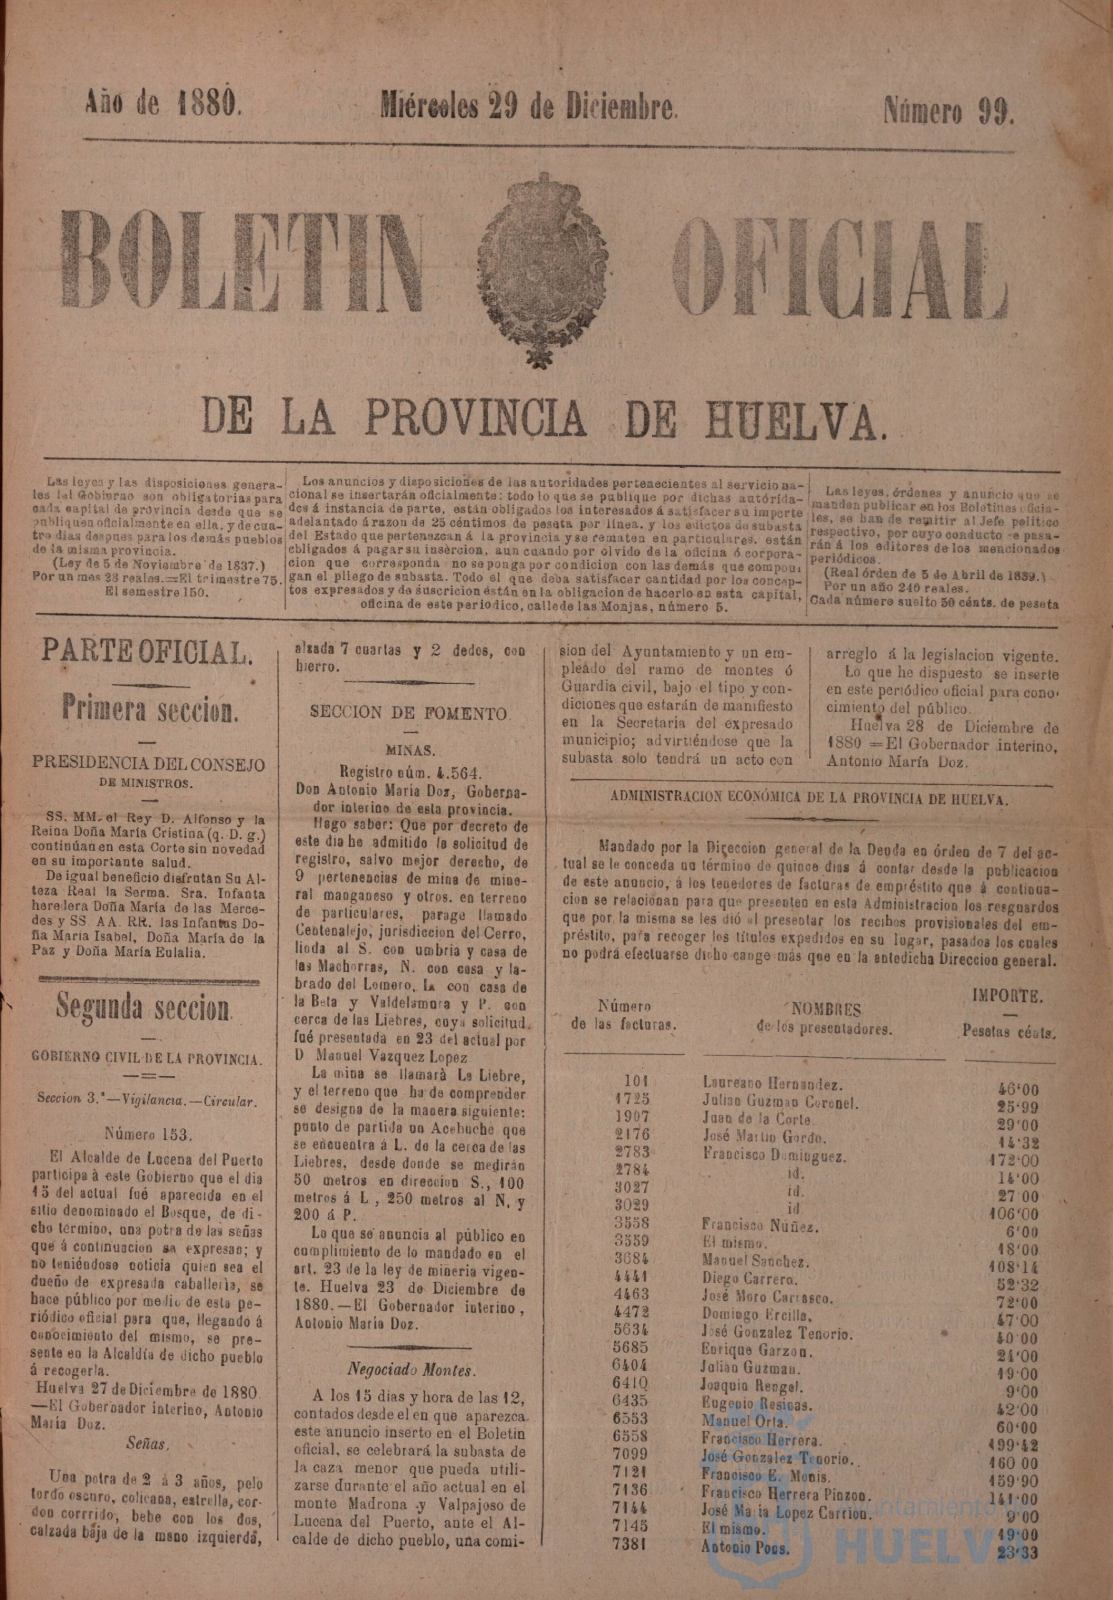 Año de 1880.
Miércoles 29 de Diciembre.
Número 99.
BOLETIN OFICIAL
DE LA PROVINCIA DE HUELVA.
Las leyes y las disposiciones genera-
les del Gobierno son obligatorias para
cada capital de provincia desde que se
publiquen oficialmente en ella, y de cua-
tro dias despues para los demás pueblos
de la misma provincia.
(Ley de 5 de Noviembre de 1837.)
Por un mes 28 reales.=El trimestre 75.
El semestre 150.
Los anuncios y disposiciones de las autoridades pertenecientes al servicio na-
cional se insertarán oficialmente: todo lo que se publique por dichas autorida-
des á instancia de parte, están obligados los interesados á satisfacer su importe
adelantado á razon de 25 céntimos de peseta por línea, y los edictos de subasta
del Estado que pertenezcan á la provincia y se rematen en particulares, están
obligados á pagar su insercion, aun cuando por olvido de la oficina ó corpora-
cion que corresponda no se ponga por condicion con las demás que compon-
gan el pliego de subasta. Todo el que deba satisfacer cantidad por los concep-
tos expresados y de suscricion están en la obligacion de hacerlo en esta capital,
oficina de este periodico, calle de las Monjas, número 5.
Las leyes, órdenes y anuncio que se
manden publicar en los Boletines oficia-
les, se han de remitir al Jefe político
respectivo, por cuyo conducto se pasa-
rán á los editores de los mencionados
periódicos.
(Real órden de 5 de Abril de 1839.)
Por un año 240 reales.
Cada número suelto 50 cénts. de peseta
PARTE OFICIAL.
Primera seccion.
PRESIDENCIA DEL CONSEJO
DE MINISTROS.
SS. MM. el Rey D. Alfonso y la
Reina Doña María Cristina (q. D. g.)
continúan en esta Corte sin novedad
en su importante salud.
De igual beneficio disfrutan Su Al-
teza Real la Serma. Sra. Infanta
heredera Doña María de las Merce-
des y SS. AA. RR. las Infantas Do-
ña Maria Isabel, Doña María de la
Paz y Doña María Eulalia.
Segunda seccion.
GOBIERNO CIVIL DE LA PROVINCIA.
Seccion 3.ª—Vigilancia.—Circular.
Número 153.
El Alcalde de Lucena del Puerto
participa á este Gobierno que el dia
15 del actual fué aparecida en el
sitio denominado el Bosque, de di-
cho término, una potra de las señas
que á continuacion se expresan; y
no teniéndose noticia quien sea el
dueño de expresada caballería, se
hace público por medio de este pe-
riódico oficial para que, llegando á
conocimiento del mismo, se pre-
sente en la Alcaldía de dicho pueblo
á recogerla.
Huelva 27 de Diciembre de 1880.
—El Gobernador interino, Antonio
María Doz.
Señas.
Una potra de 2 á 3 años, pelo
tordo oscuro, colicana, estrella, cor-
don corrrido, bebe con los dos,
calzada baja de la mano izquierda,
alzada 7 cuartas y 2 dedos, con
hierro.
SECCION DE FOMENTO.
MINAS.
Registro núm. 4.564.
Don Antonio Maria Doz, Goberna-
dor interino de esta provincia.
Hago saber: Que por decreto de
este dia he admitido la solicitud de
registro, salvo mejor derecho, de
9 pertenencias de mina de mine-
ral manganeso y otros, en terreno
de particulares, parage llamado
Centenalejo, jurisdiccion del Cerro,
linda al S. con umbria y casa de
las Machorras, N. con casa y la-
brado del Lomero, L. con casa de
la Bata y Valdelamora y P. con
cerca de las Liebres, cuya solicitud
fué presentada en 23 del actual por
D Manuel Vazquez Lopez
La mina se llamará La Liebre,
y el terreno que ha de comprender
se designa de la manera siguiente:
punto de partida un Acebuche que
se encuentra á L. de la cerca de las
Liebres, desde donde se medirán
50 metros en direccion S., 100
metros á L, 250 metros al N, y
200 á P.
Lo que se anuncia al público en
cumplimiento de lo mandado en el
art. 23 de la ley de mineria vigen-
te. Huelva 23 de Diciembre de
1880.—El Gobernador interino,
Antonio Maria Doz.
Negociado Montes.
A los 15 dias y hora de las 12,
contados desde el en que aparezca
este anuncio inserto en el Boletin
oficial, se celebrará la subasta de
la caza menor que pueda utili-
zarse durante el año actual en el
monte Madrona y Valpajoso de
Lucena del Puerto, ante el Al-
calde de dicho pueblo, una comi-
sion del Ayuntamiento y un em-
pleado del ramo de montes ó
Guardia civil, bajo el tipo y con-
diciones que estarán de manifiesto
en la Secretaria del expresado
municipio; advirtiéndose que la
subasta solo tendrá un acto con
arreglo á la legislacion vigente.
Lo que he dispuesto se inserte
en este periódico oficial para cono-
cimiento del público.
Huelva 28 de Diciembre de
1880 =El Gobernador interino,
Antonio María Doz.
ADMINISTRACION ECONÓMICA DE LA PROVINCIA DE HUELVA.
Mandado por la Direccion general de la Deuda en órden de 7 del ac-
tual se le conceda un término de quince dias á contar desde la publicacion
de este anuncio, á los tenedores de facturas de empréstito que á continua-
cion se relacionan para que presenten en esta Administracion los resguardos
que por la misma se les dió al presentar los recibos provisionales del em-
préstito, para recoger los títulos expedidos en su lugar, pasados los cuales
no podrá efectuarse dicho cange más que en la antedicha Direccion general.
Número
de las facturas.
NOMBRES
de los presentadores.
IMPORTE.
Pesetas cénts.
101 Laureano Hernandez. 46'00
1725 Julian Guzman Coronel. 25'99
1907 Juan de la Corte. 29'00
2176 José Martin Gordo. 14'32
2783 Francisco Dominguez. 172'00
2784 id. 14'00
3027 id. 27 00
3029 id 106'00
3558 Francisco Nuñez. 6'00
3559 El mismo. 18'00
3684 Manuel Sanchez. 108'14
4441 Diego Carrero. 52'32
4463 José Moro Carrasco. 72'00
4472 Domingo Ercilla. 47'00
5634 José Gonzalez Tenorio. 40'00
5685 Enrique Garzon. 24'00
6404 Julian Guzman. 19'00
6410 Joaquin Rengel. 9'00
6435 Eugenio Resinas. 42'00
6553 Manuel Orta. 60'00
6558 Francisco Herrera. 199'42
7099 José Gonzalez Tenorio. 160 00
7121 Francisco E. Monis. 159'90
7136 Francisco Herrera Pinzon. 141'00
7144 José Maria Lopez Carrion. 9'00
7145 El mismo. 19'00
7381 Antonio Pons. 23'33
ayuntamiento de
HUELVA